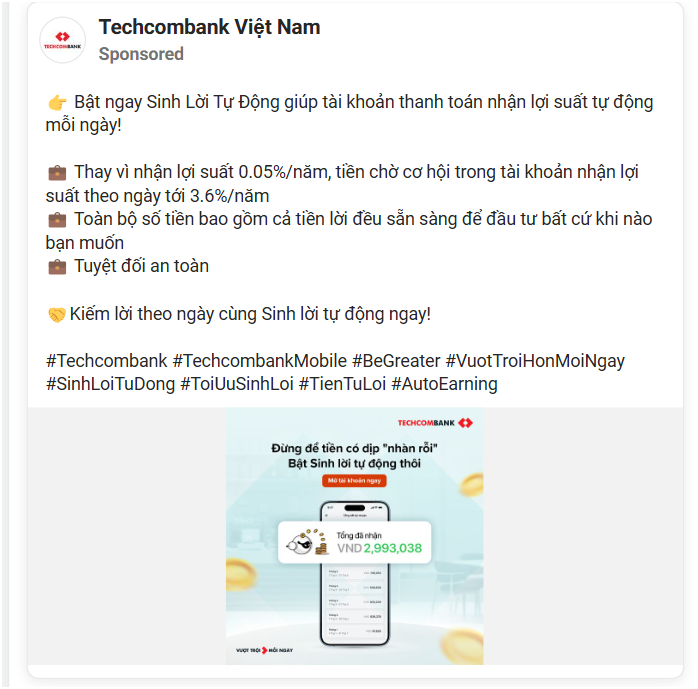 TECHCOMBANK
Techcombank Việt Nam
Sponsored
👉 Bật ngay Sinh Lời Tự Động giúp tài khoản thanh toán nhận lợi suất tự động
mỗi ngày!
💼 Thay vì nhận lợi suất 0.05%/năm, tiền chờ cơ hội trong tài khoản nhận lợi
suất theo ngày tới 3.6%/năm
💼 Toàn bộ số tiền bao gồm cả tiền lời đều sẵn sàng để đầu tư bất cứ khi nào
bạn muốn
💼 Tuyệt đối an toàn
🤝Kiếm lời theo ngày cùng Sinh lời tự động ngay!
#Techcombank #TechcombankMobile #BeGreater #VuotTroiHonMoiNgay
#SinhLoiTuDong #ToiUuSinhLoi #TienTuLoi #AutoEarning
TECHCOMBANK
Đừng để tiền có dịp "nhàn rỗi"
Bật Sinh lời tự động thôi
Mở tài khoản ngay
Tổng đã nhận
VND 2,993,038
VƯỢT TRỘI MỖI NGÀY